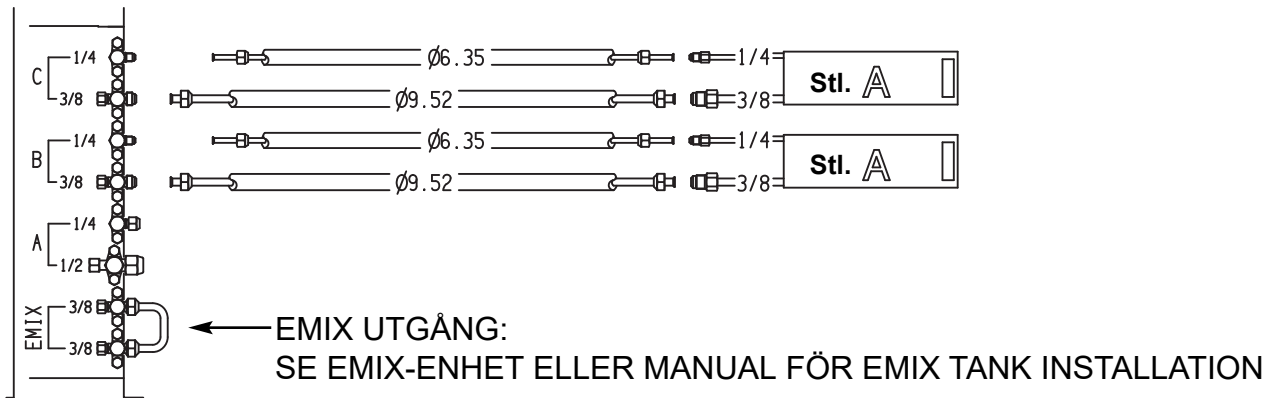 1/4 Ø6.35 1/4
C Stl. A
3/8 Ø9.52 3/8
1/4 Ø6.35 1/4
B Stl. A
3/8 Ø9.52 3/8
1/4
A
1/2
3/8
EMIX
3/8
EMIX UTGÅNG:
SE EMIX-ENHET ELLER MANUAL FÖR EMIX TANK INSTALLATION